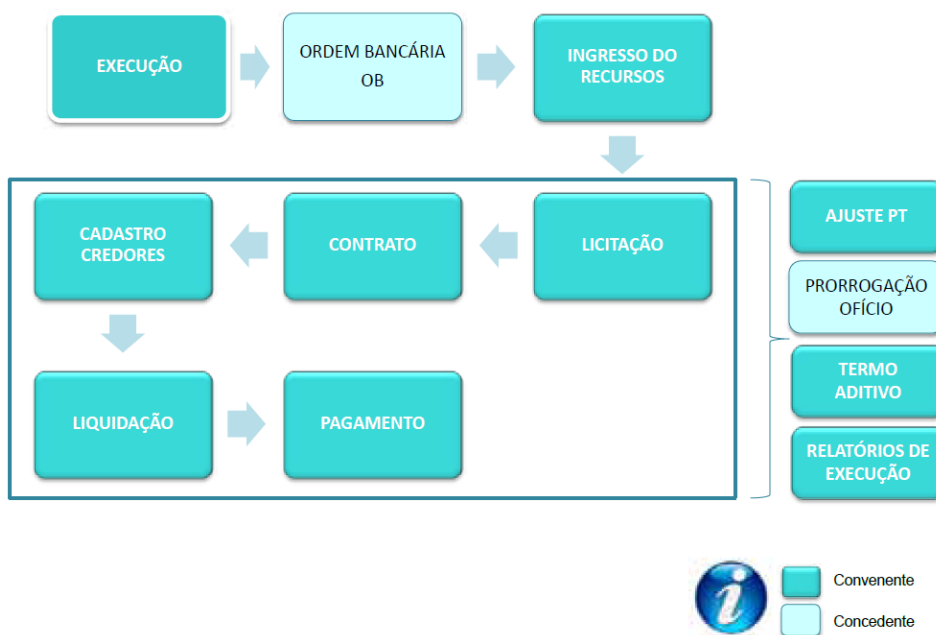 EXECUÇÃO
ORDEM BANCÁRIA
OB
INGRESSO DO
RECURSOS
CADASTRO
CREDORES
CONTRATO
LICITAÇÃO
LIQUIDAÇÃO
PAGAMENTO
AJUSTE PT
PRORROGAÇÃO
OFÍCIO
TERMO
ADITIVO
RELATÓRIOS DE
EXECUÇÃO
i
Convenente
Concedente